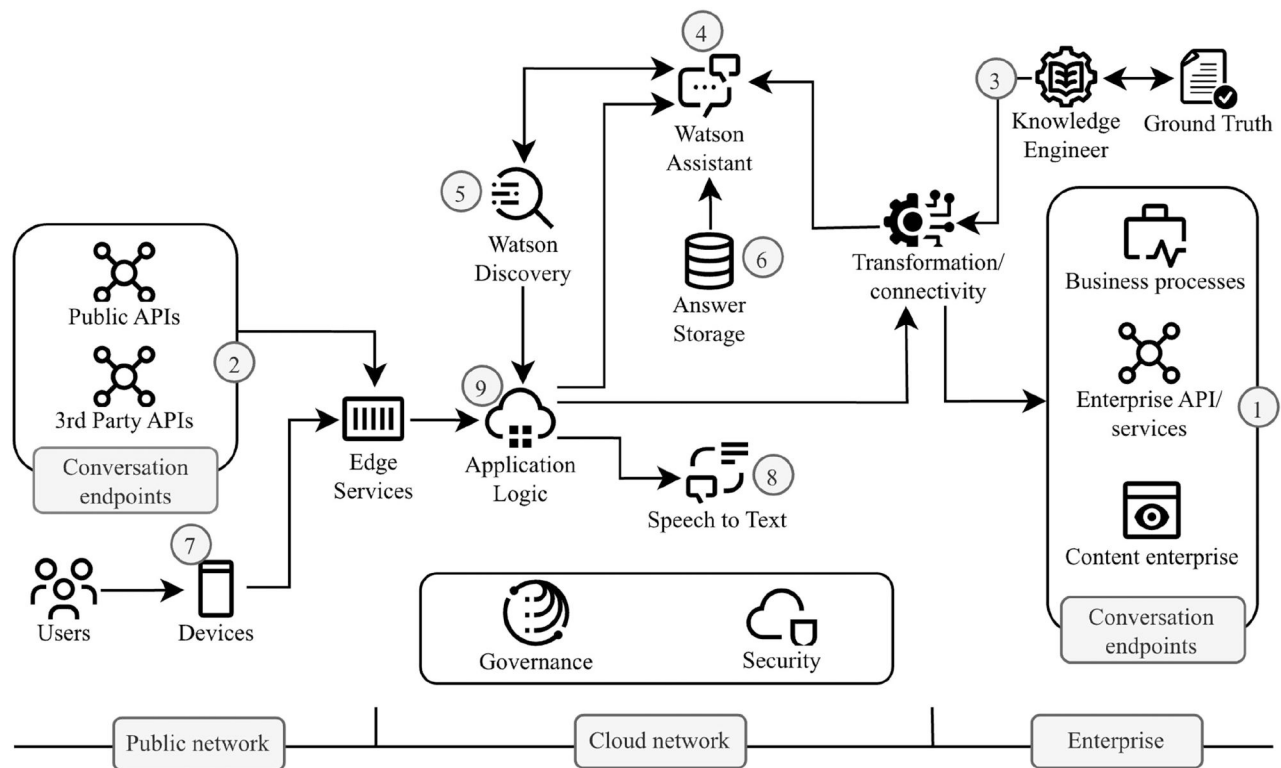 4
3
Watson
Assistant
Knowledge
Engineer
Ground Truth
5
Watson
Discovery
6
Answer
Storage
Transformation/
connectivity
Business processes
Enterprise API/
services
1
Content enterprise
Conversation
endpoints
Public APIs
2
3rd Party APIs
Conversation
endpoints
Edge
Services
9
Application
Logic
8
Speech to Text
7
Users
Devices
Governance
Security
Public network
Cloud network
Enterprise